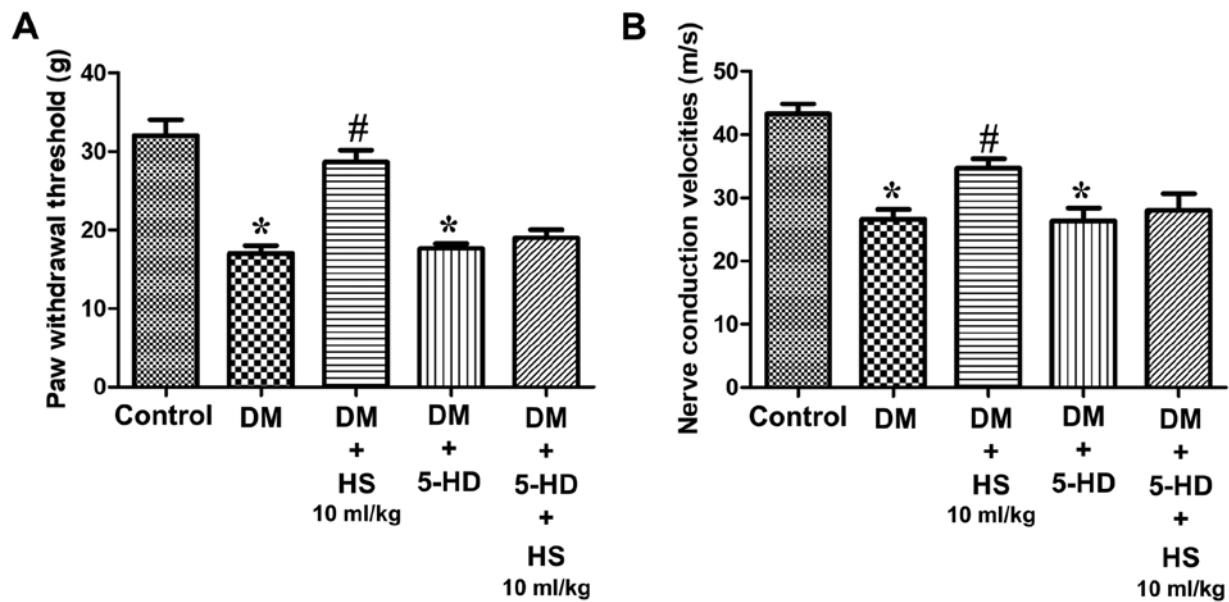 A
Paw withdrawal threshold (g)
40
30
20
10
0
*
#
*
Control
DM
DM
+
HS
10 ml/kg
DM
+
5-HD
DM
+
5-HD
+
HS
10 ml/kg
B
Nerve conduction velocities (m/s)
50
40
30
20
10
0
*
#
*
Control
DM
DM
+
HS
10 ml/kg
DM
+
5-HD
DM
+
5-HD
+
HS
10 ml/kg